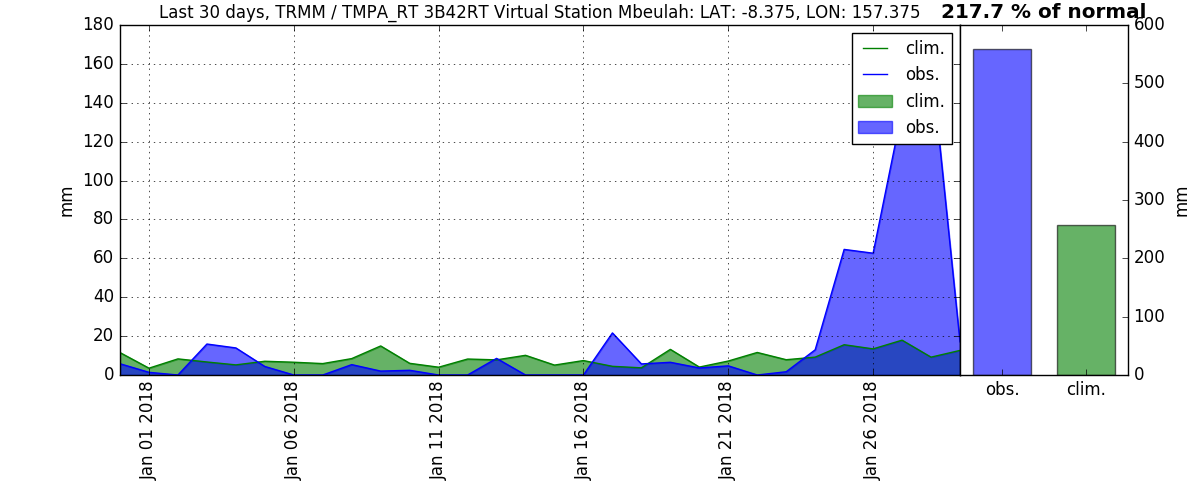 Last 30 days, TRMM / TMPA_RT 3B42RT Virtual Station Mbeulah: LAT: -8.375, LON: 157.375 217.7 % of normal
180
160
140
120
100
80
60
40
20
0
mm
clim.
obs.
clim.
obs.
Jan 01 2018
Jan 06 2018
Jan 11 2018
Jan 16 2018
Jan 21 2018
Jan 26 2018
600
500
400
300
200
100
0
mm
obs.
clim.